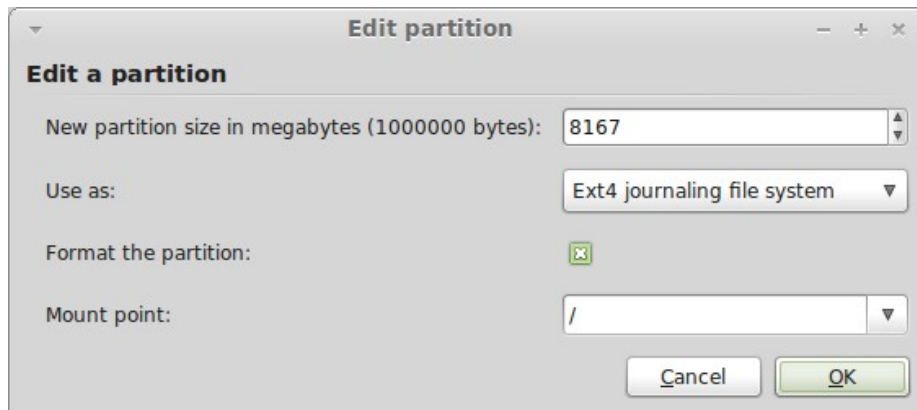 Edit partition
Edit a partition
New partition size in megabytes (1000000 bytes): 8167
Use as: Ext4 journaling file system
Format the partition:
Mount point: /
Cancel OK